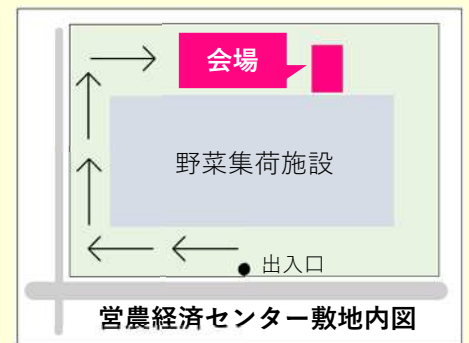 会場
野菜集荷施設
出入口
営農経済センター敷地内図